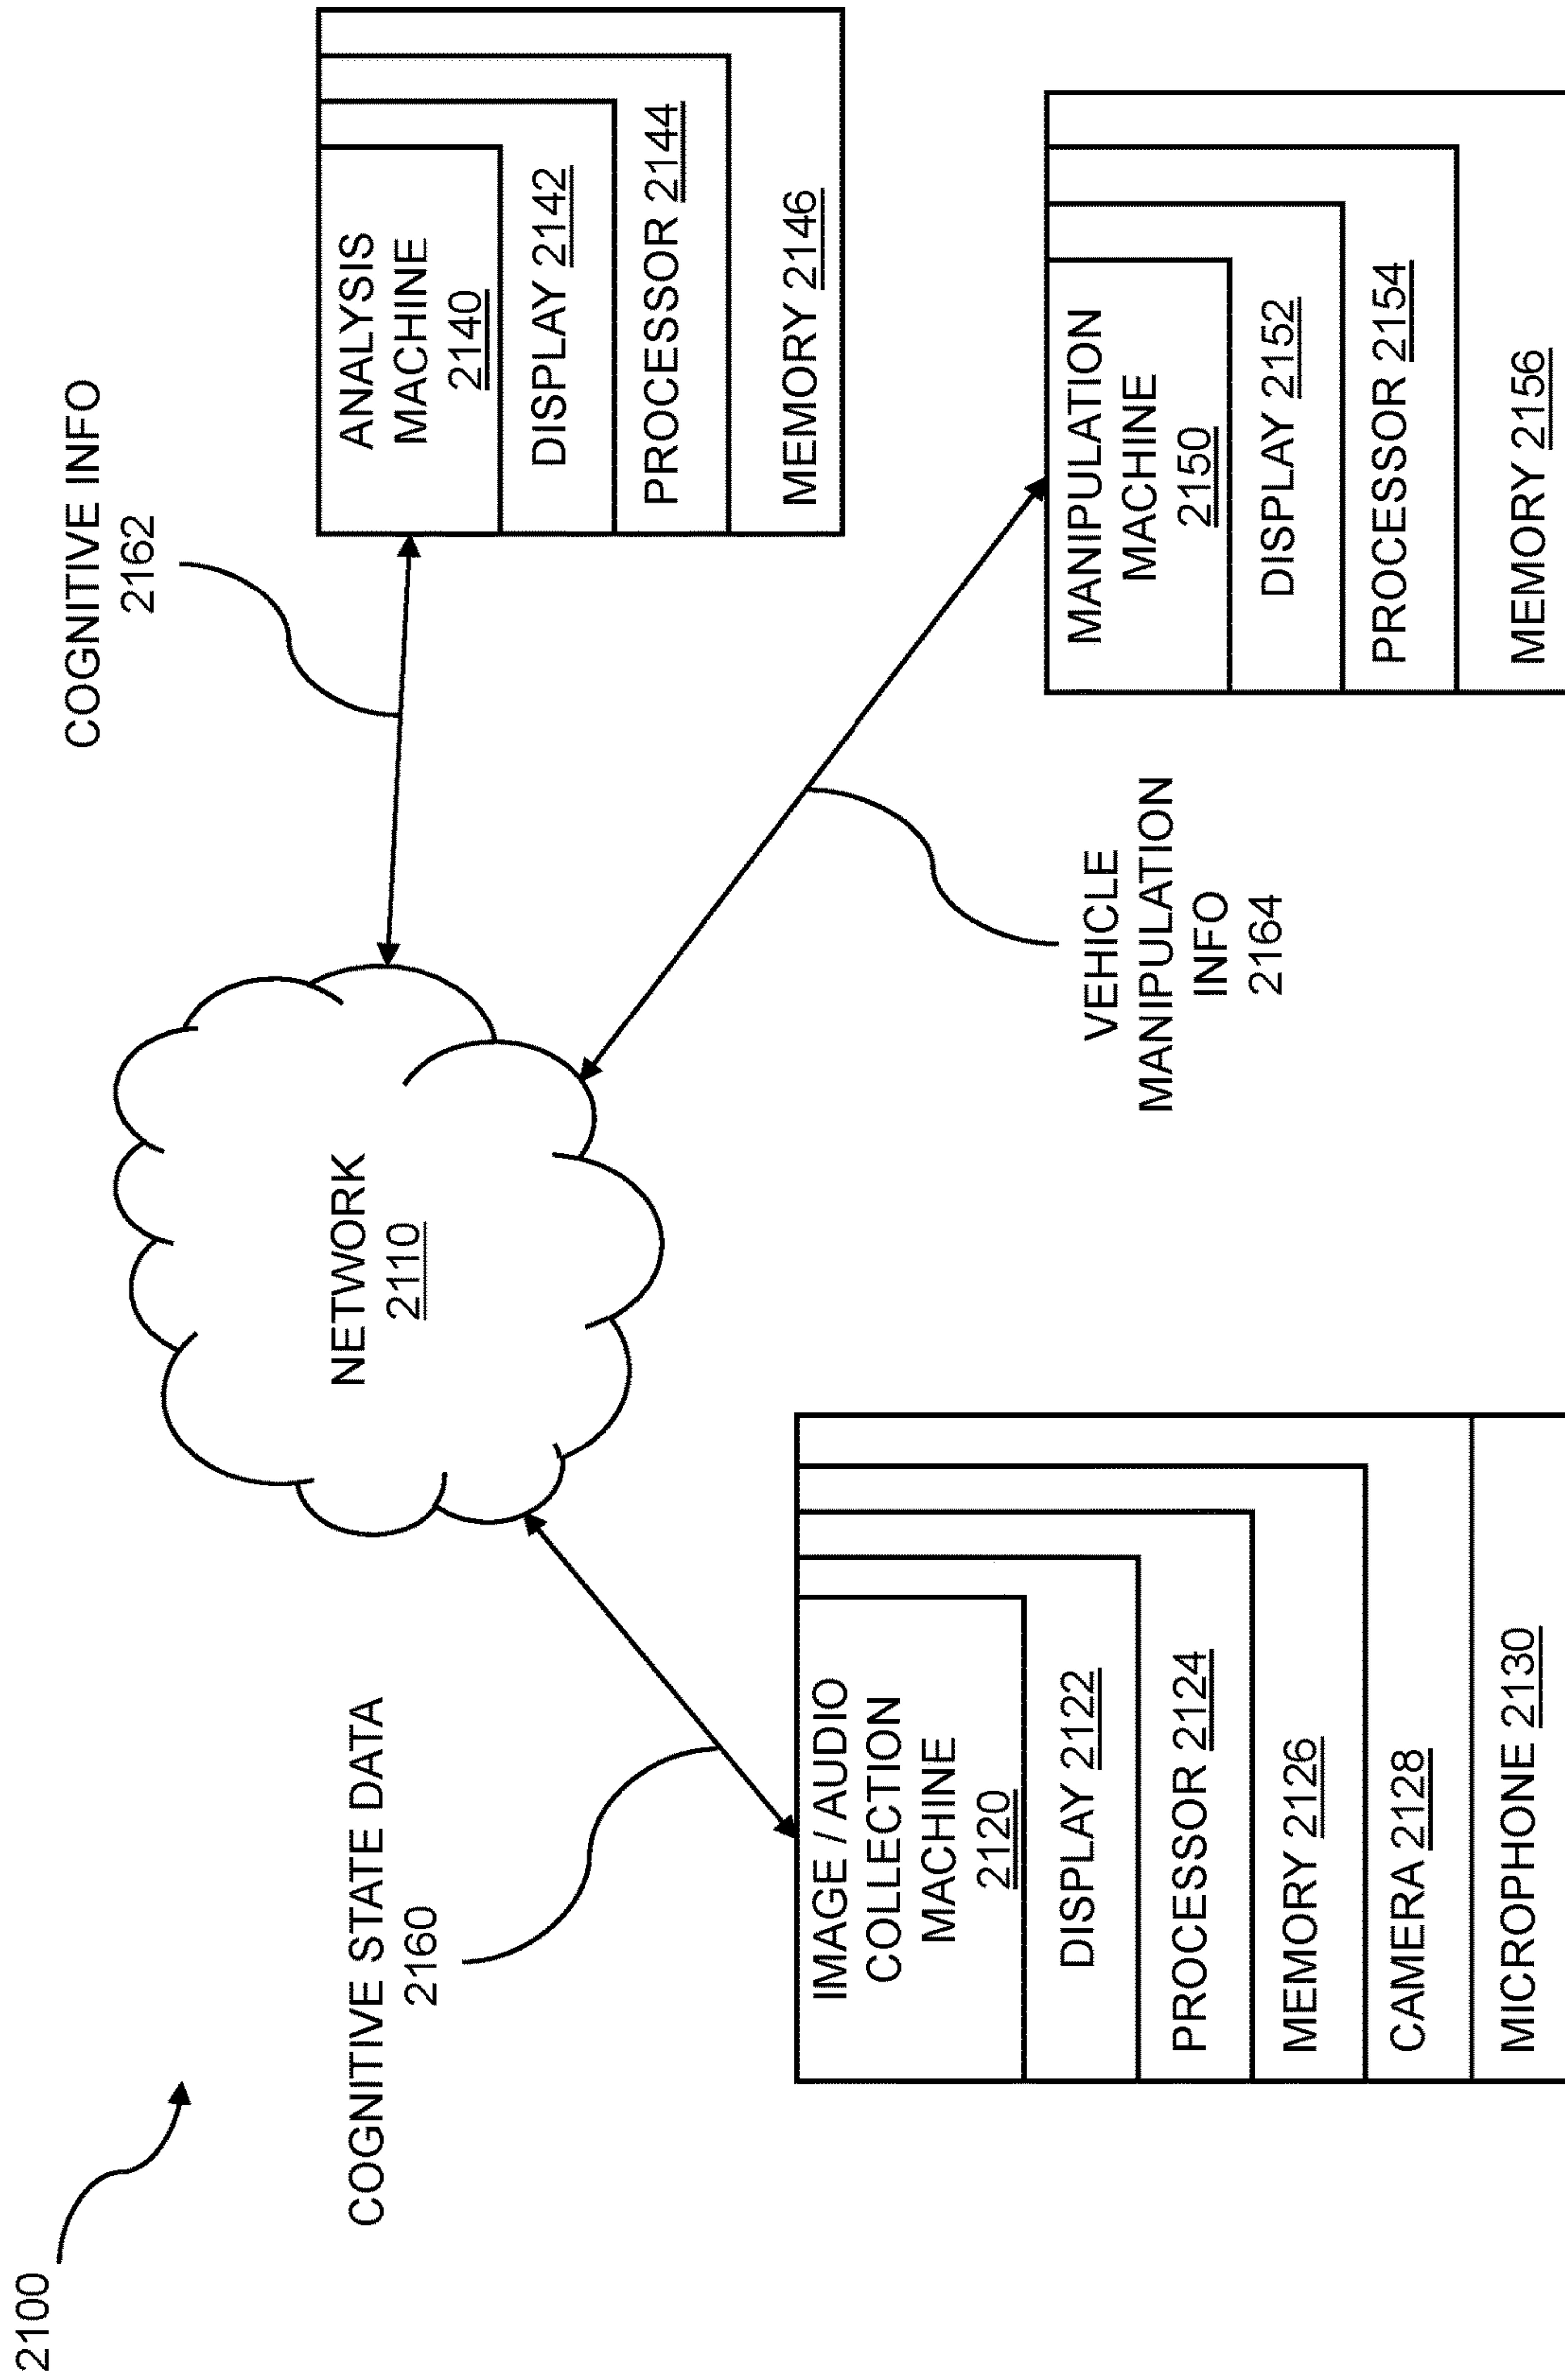 2100
COGNITIVE STATE DATA
2160
NETWORK
2110
COGNITIVE INFO
2162
IMAGE / AUDIO
COLLECTION
MACHINE
2120
DISPLAY 2122
PROCESSOR 2124
MEMORY 2126
CAMERA 2128
MICROPHONE 2130
ANALYSIS
MACHINE
2140
DISPLAY 2142
PROCESSOR 2144
MEMORY 2146
VEHICLE
MANIPULATION
INFO
2164
MANIPULATION
MACHINE
2150
DISPLAY 2152
PROCESSOR 2154
MEMORY 2156